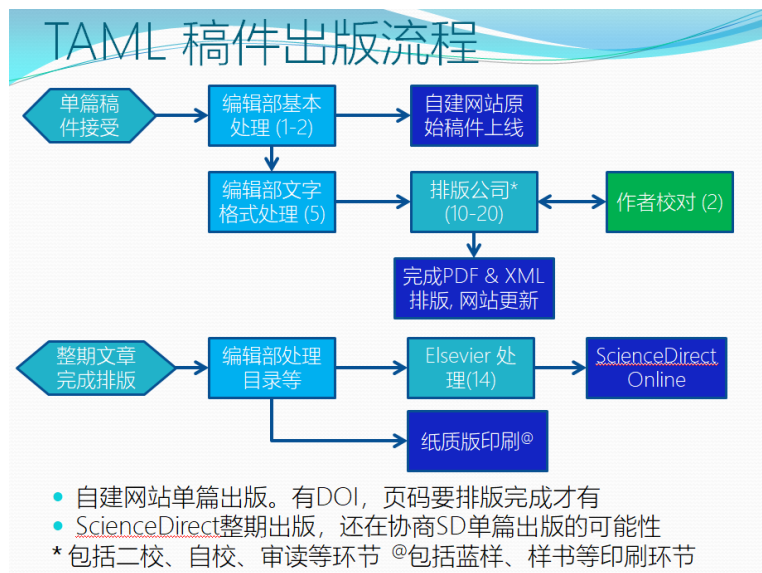 TAML 稿件出版流程
单篇稿
件接受
编辑部基本
处理 (1-2)
自建网站原
始稿件上线
编辑部文字
格式处理 (5)
排版公司*
(10-20)
作者校对 (2)
完成PDF & XML
排版, 网站更新
整期文章
完成排版
编辑部处理
目录等
Elsevier 处
理(14)
ScienceDirect
Online
纸质版印刷@
• 自建网站单篇出版。有DOI，页码要排版完成才有
• ScienceDirect整期出版，还在协商SD单篇出版的可能性
* 包括二校、自校、审读等环节 @包括蓝样、样书等印刷环节